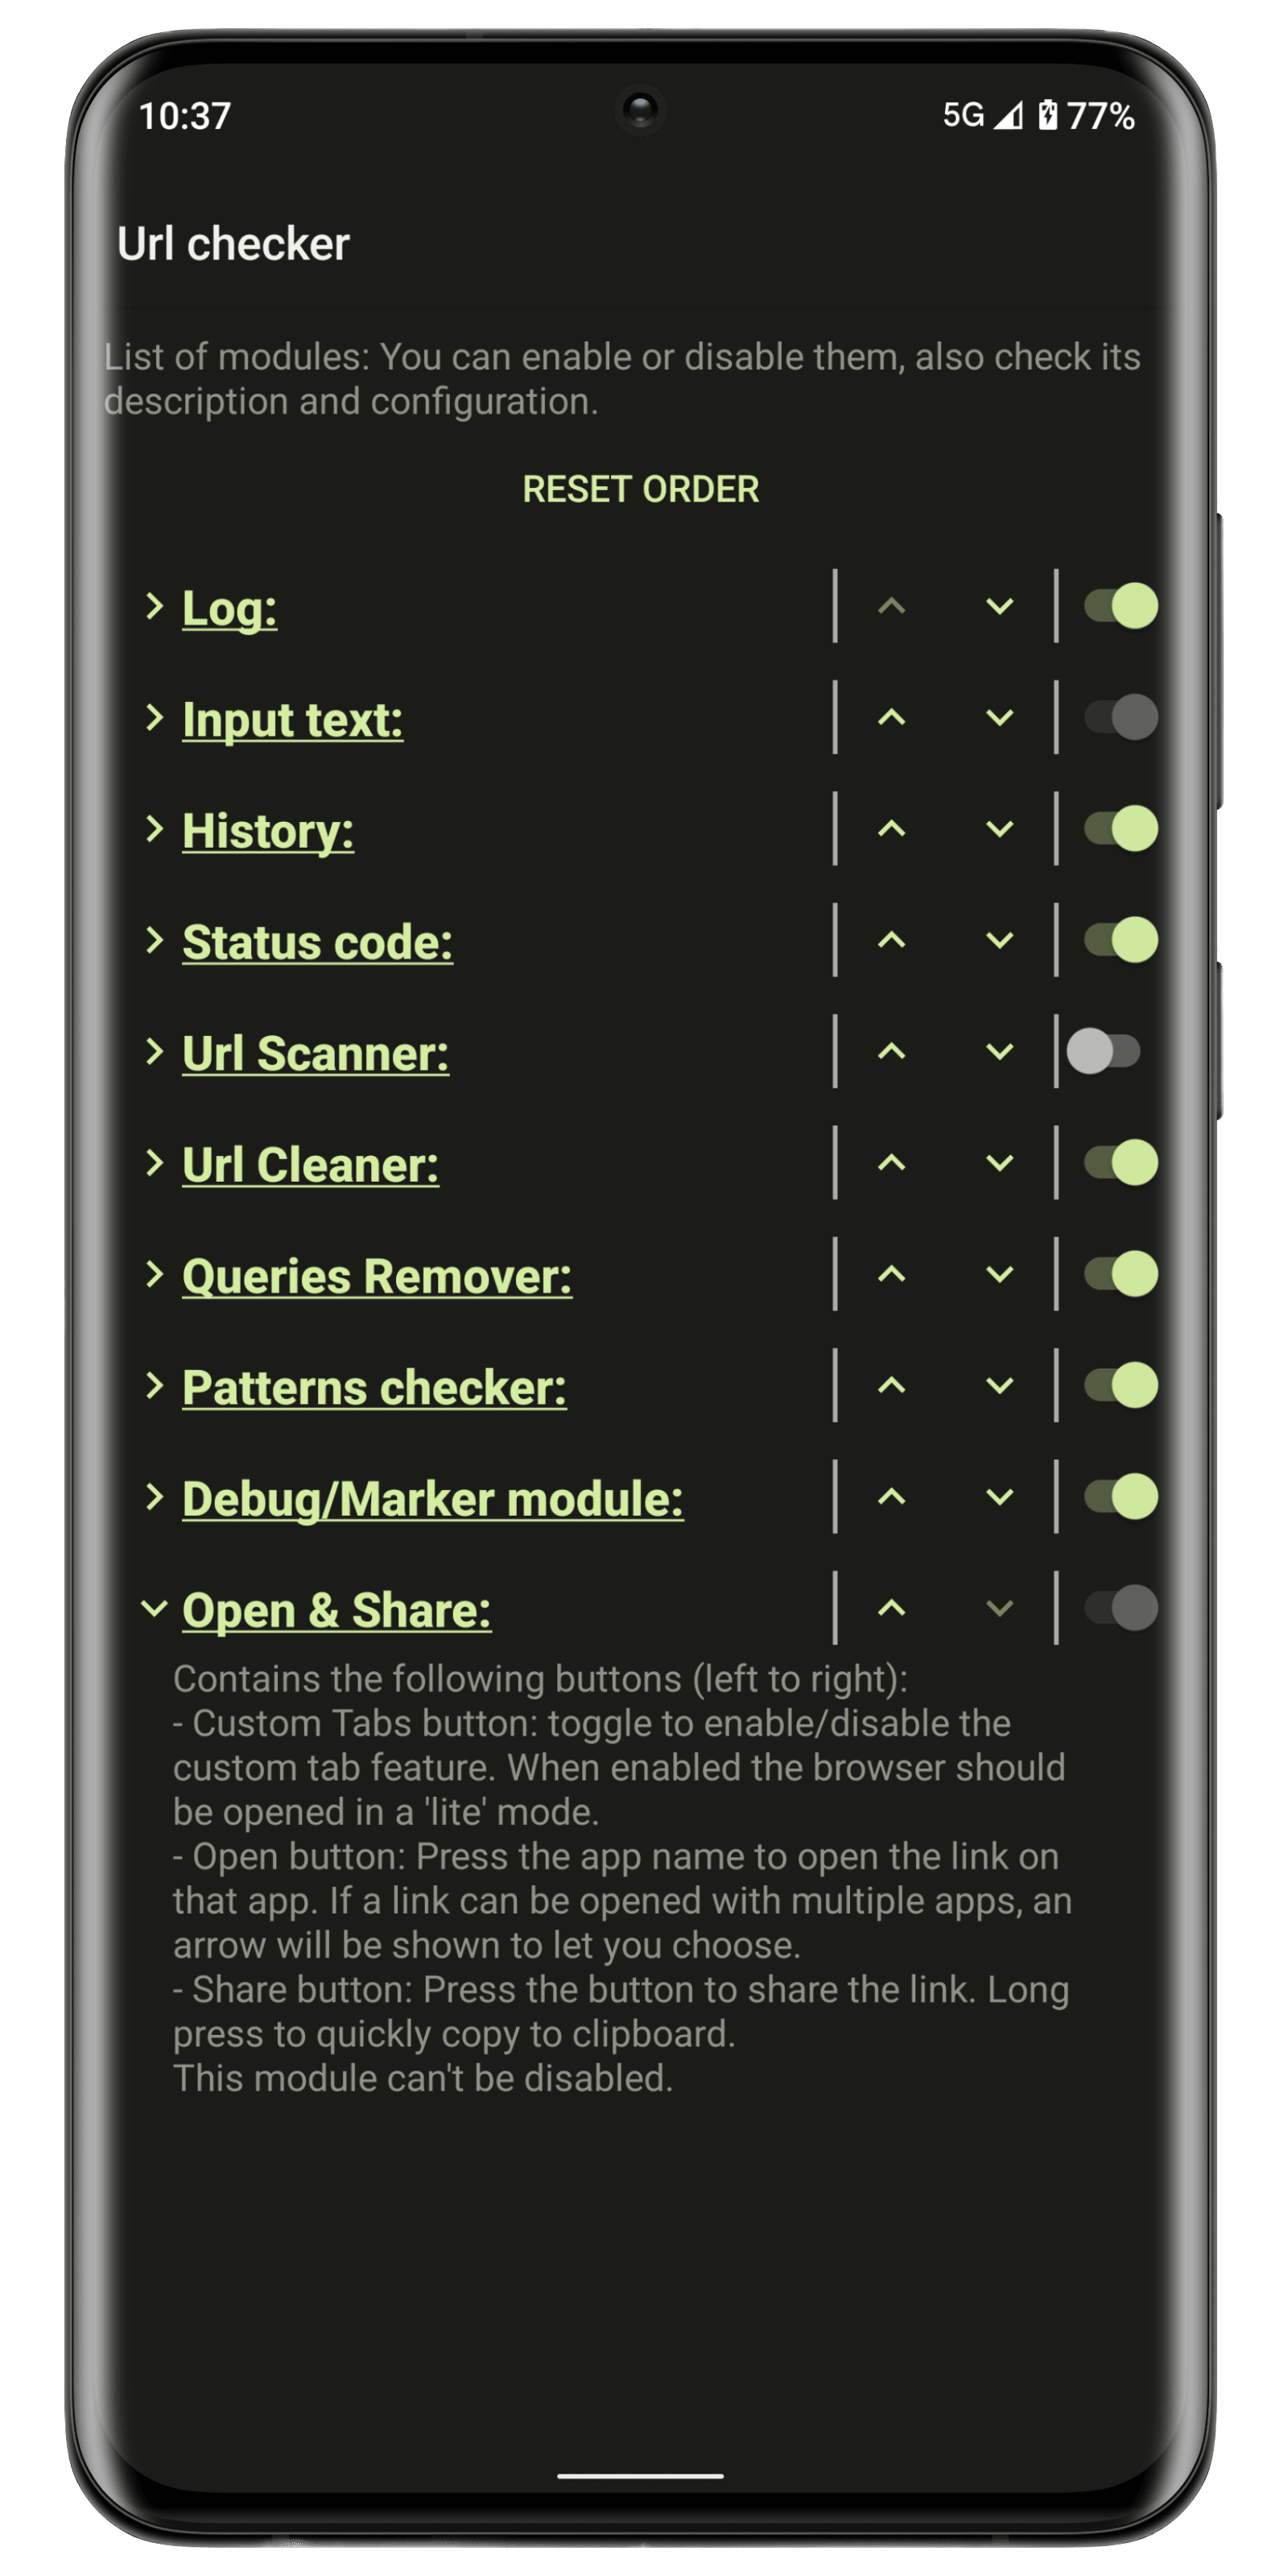 10:37
5G 77%
Url checker
List of modules: You can enable or disable them, also check its
description and configuration.
RESET ORDER
Log:
Input text:
History:
Status code:
Url Scanner:
Url Cleaner:
Queries Remover:
Patterns checker:
Debug/Marker module:
Open & Share:
Contains the following buttons (left to right):
- Custom Tabs button: toggle to enable/disable the
custom tab feature. When enabled the browser should
be opened in a 'lite' mode.
- Open button: Press the app name to open the link on
that app. If a link can be opened with multiple apps, an
arrow will be shown to let you choose.
- Share button: Press the button to share the link. Long
press to quickly copy to clipboard.
This module can't be disabled.